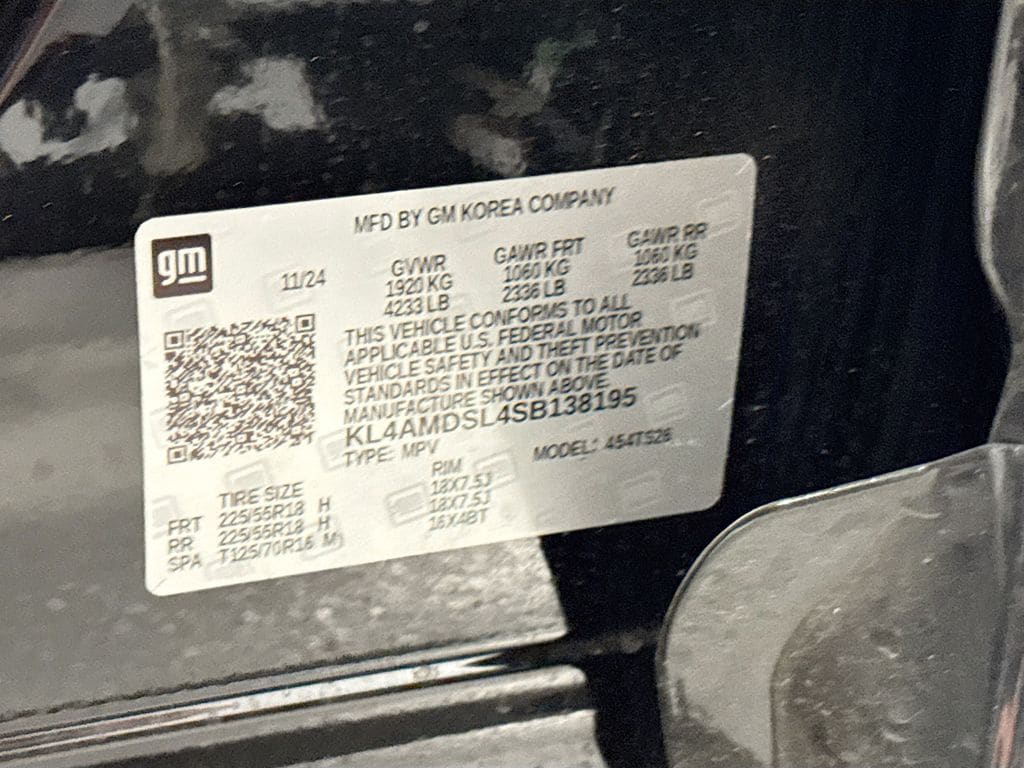 MFD BY GM KOREA COMPANY
gm
11/24
GVWR
1920 KG
4233 LB
GAWR FRT
1060 KG
2336 LB
GAWR RR
1060 KG
2336 LB
THIS VEHICLE CONFORMS TO ALL
APPLICABLE U.S. FEDERAL MOTOR
VEHICLE SAFETY AND THEFT PREVENTION
STANDARDS IN EFFECT ON THE DATE OF
MANUFACTURE SHOWN ABOVE.
KL4AMDSL4SB138195
TYPE: MPV MODEL: 4S4TS26
TIRE SIZE RIM
FRT 225/55R18 H 18X7.5J
RR 225/55R18 H 18X7.5J
SPA T125/70R16 M 16X4BT